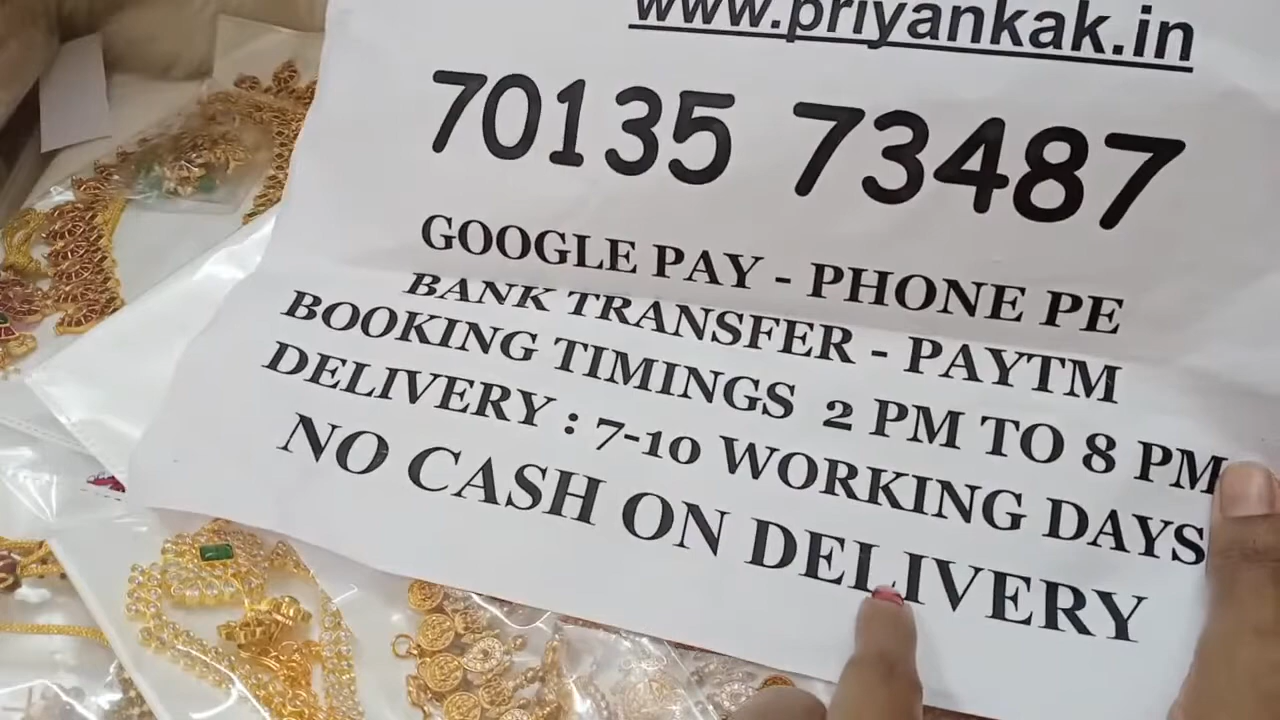 www.priyankak.in
70135 73487
GOOGLE PAY - PHONE PE
BANK TRANSFER - PAYTM
BOOKING TIMINGS 2 PM TO 8 PM
DELIVERY : 7-10 WORKING DAYS
NO CASH ON DELIVERY